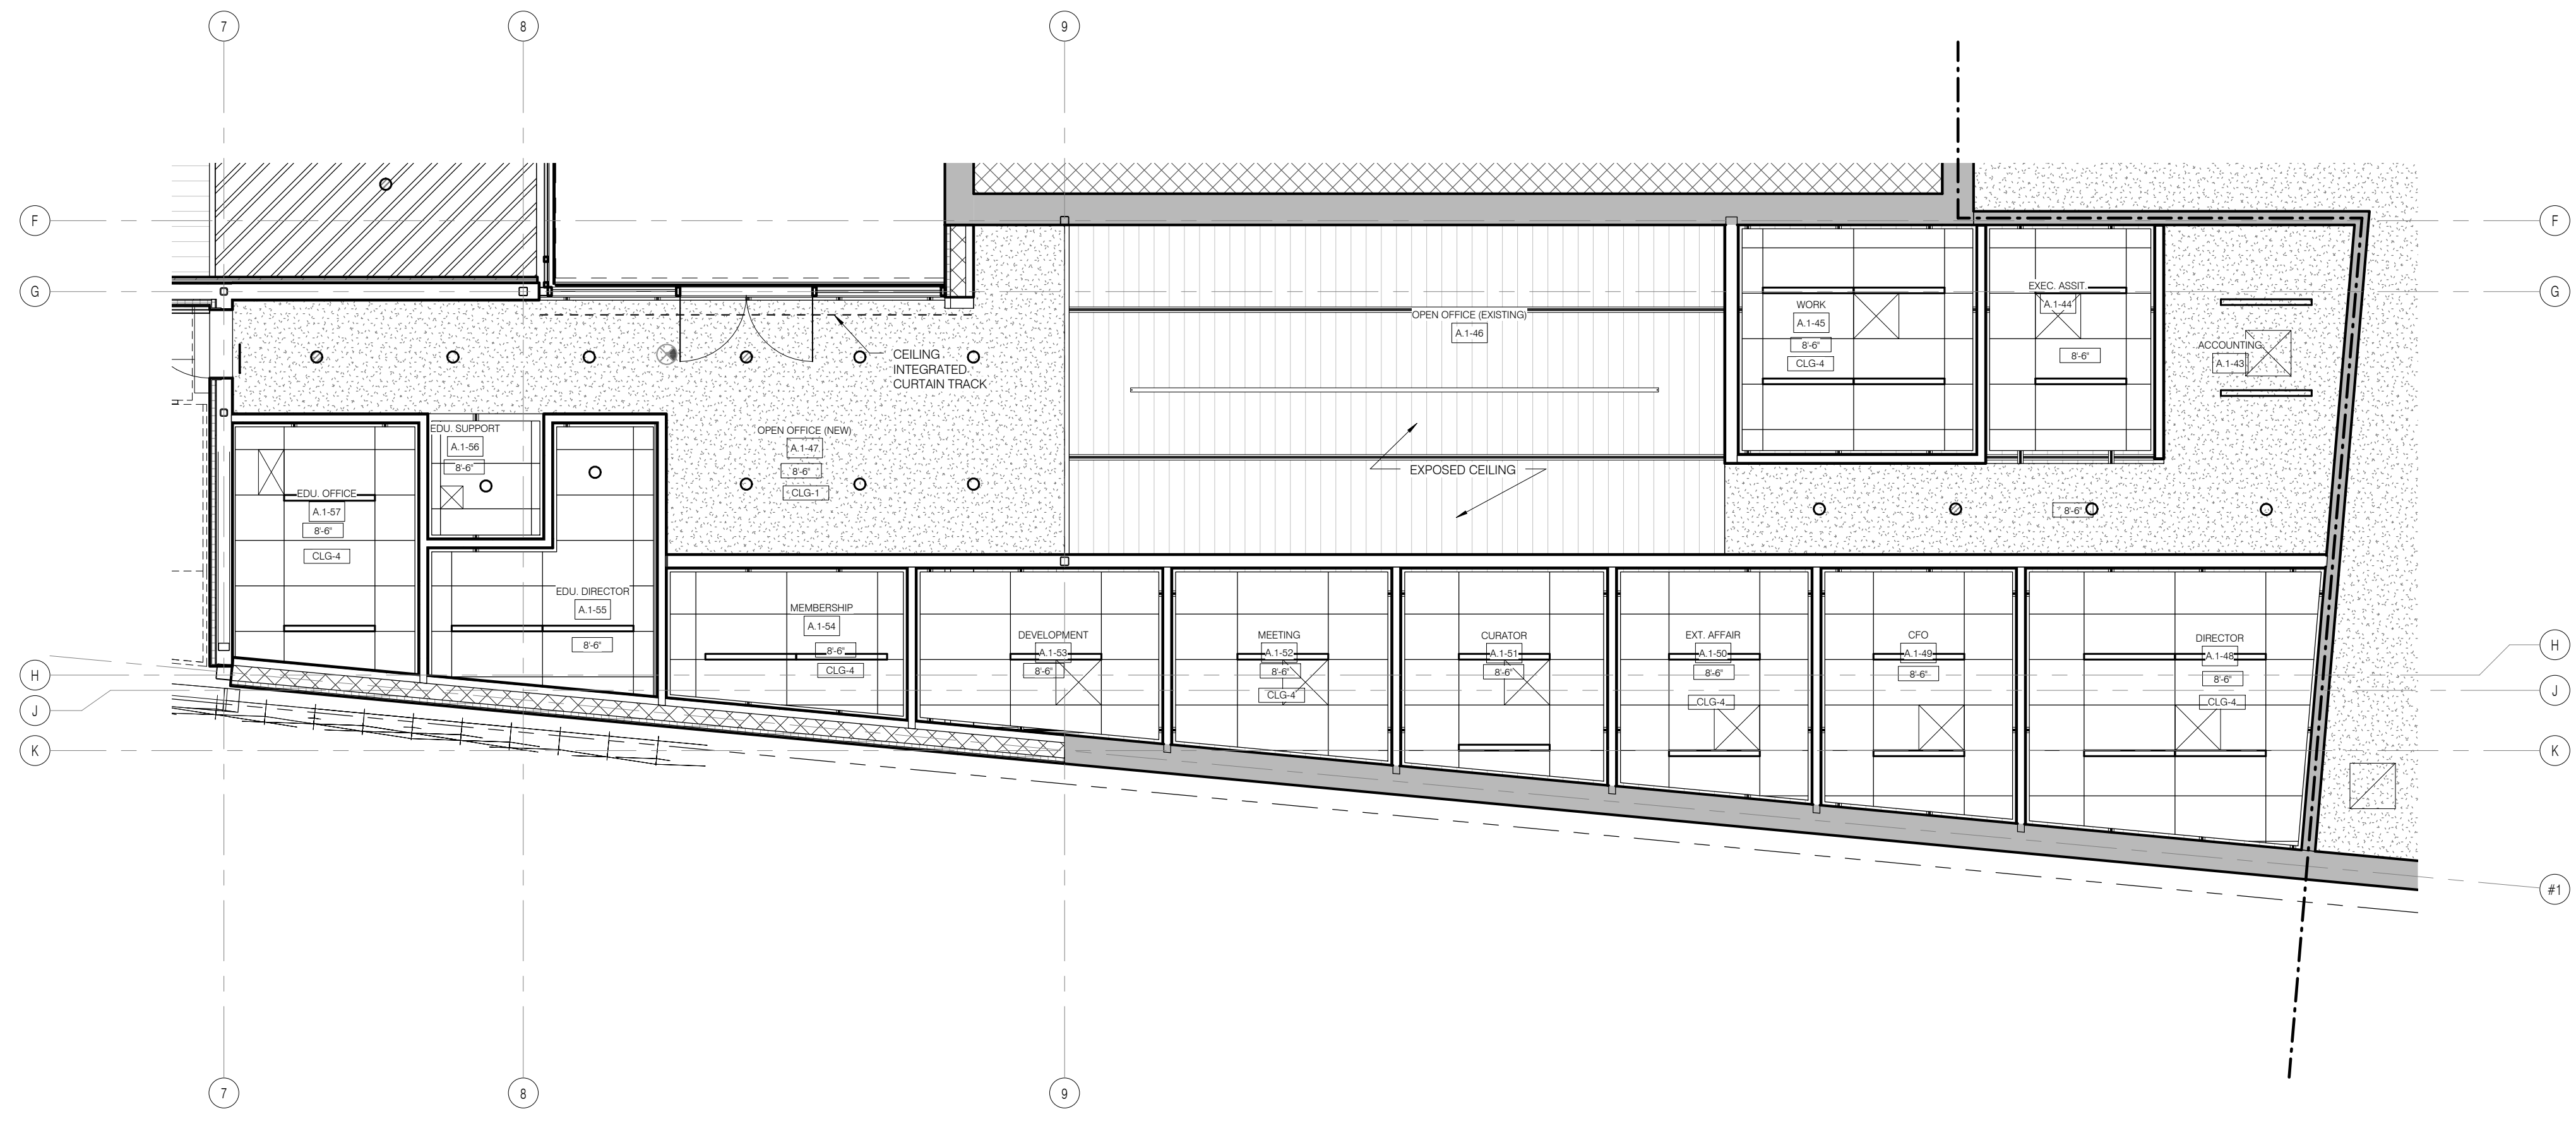 7
8
9
F
F
G
G
EXEC. ASSIT.
A.1-44
8'-6"
WORK
A.1-45
8'-6"
CLG-4
OPEN OFFICE (EXISTING)
A.1-46
ACCOUNTING
A.1-43
CEILING
INTEGRATED
CURTAIN TRACK
EDU. SUPPORT
A.1-56
8'-6"
OPEN OFFICE (NEW)
A.1-47
8'-6"
CLG-1
EXPOSED CEILING
8'-6"
EDU. OFFICE
A.1-57
8'-6"
CLG-4
EDU. DIRECTOR
A.1-55
8'-6"
MEMBERSHIP
A.1-54
8'-6"
CLG-4
DEVELOPMENT
A.1-53
8'-6"
MEETING
A.1-52
8'-6"
CLG-4
CURATOR
A.1-51
8'-6"
EXT. AFFAIR
A.1-50
8'-6"
CLG-4
CFO
A.1-49
8'-6"
DIRECTOR
A.1-48
8'-6"
CLG-4
H
H
J
J
K
K
#1
7
8
9